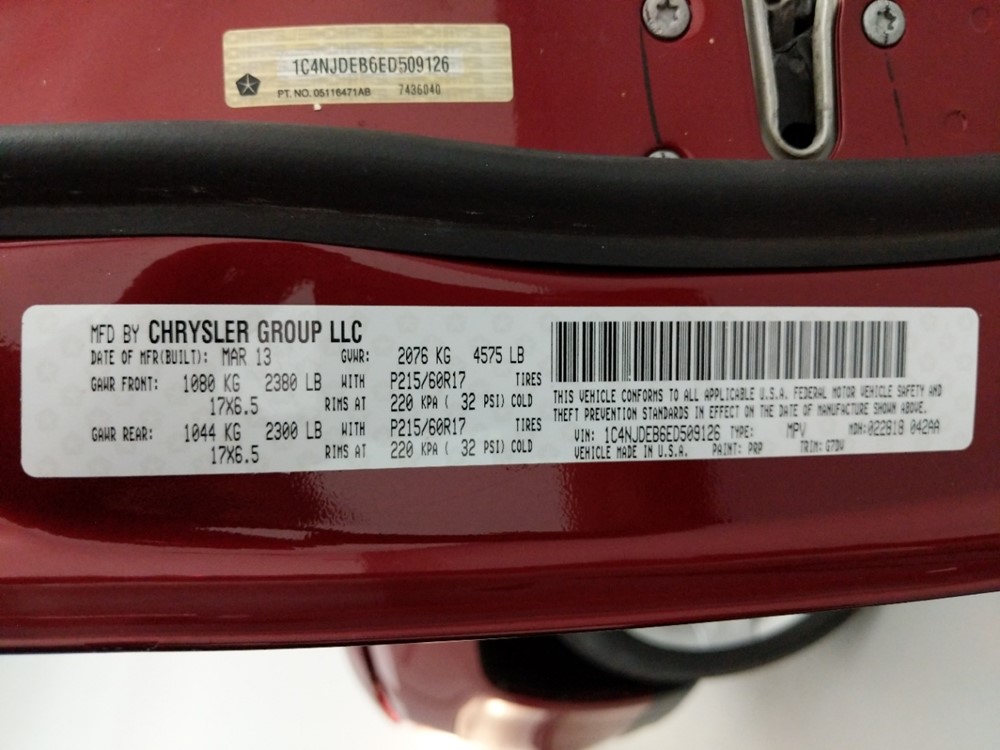 1C4NJDEB6ED509126
PT. NO. 05116471AB 7436040
MFD BY CHRYSLER GROUP LLC
DATE OF MFR(BUILT): MAR 13 GVWR: 2076 KG 4575 LB
GAWR FRONT: 1080 KG 2380 LB WITH P215/60R17 TIRES
17X6.5 RIMS AT 220 KPA ( 32 PSI) COLD
GAWR REAR: 1044 KG 2300 LB WITH P215/60R17 TIRES
17X6.5 RIMS AT 220 KPA ( 32 PSI) COLD
THIS VEHICLE CONFORMS TO ALL APPLICABLE U.S.A. FEDERAL MOTOR VEHICLE SAFETY AND
THEFT PREVENTION STANDARDS IN EFFECT ON THE DATE OF MANUFACTURE SHOWN ABOVE.
VIN: 1C4NJDEB6ED509126 TYPE: MPV MDH:022818 042AA
VEHICLE MADE IN U.S.A. PAINT: PRP TRIM: G7DV